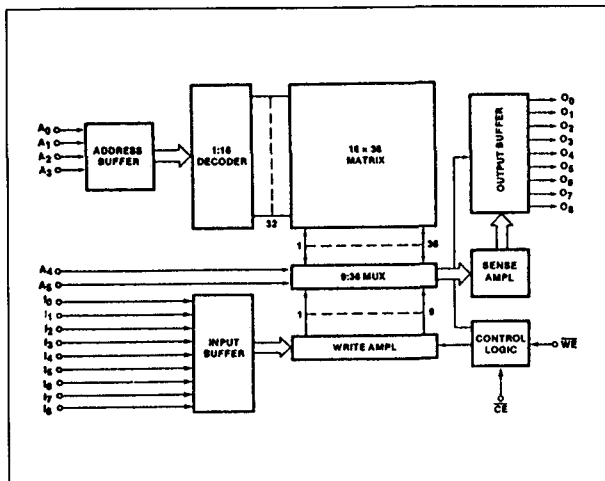 A0
A1
A2
A3
ADDRESS
BUFFER
1:16
DECODER
32
16 × 36
MATRIX
OUTPUT BUFFER
O0
O1
O2
O3
O4
O5
O6
O7
O8
1
36
A4
A5
9:36 MUX
SENSE
AMPL
I0
I1
I2
I3
I4
I5
I6
I7
I8
INPUT
BUFFER
1
9
WRITE AMPL
CONTROL
LOGIC
WE
CE